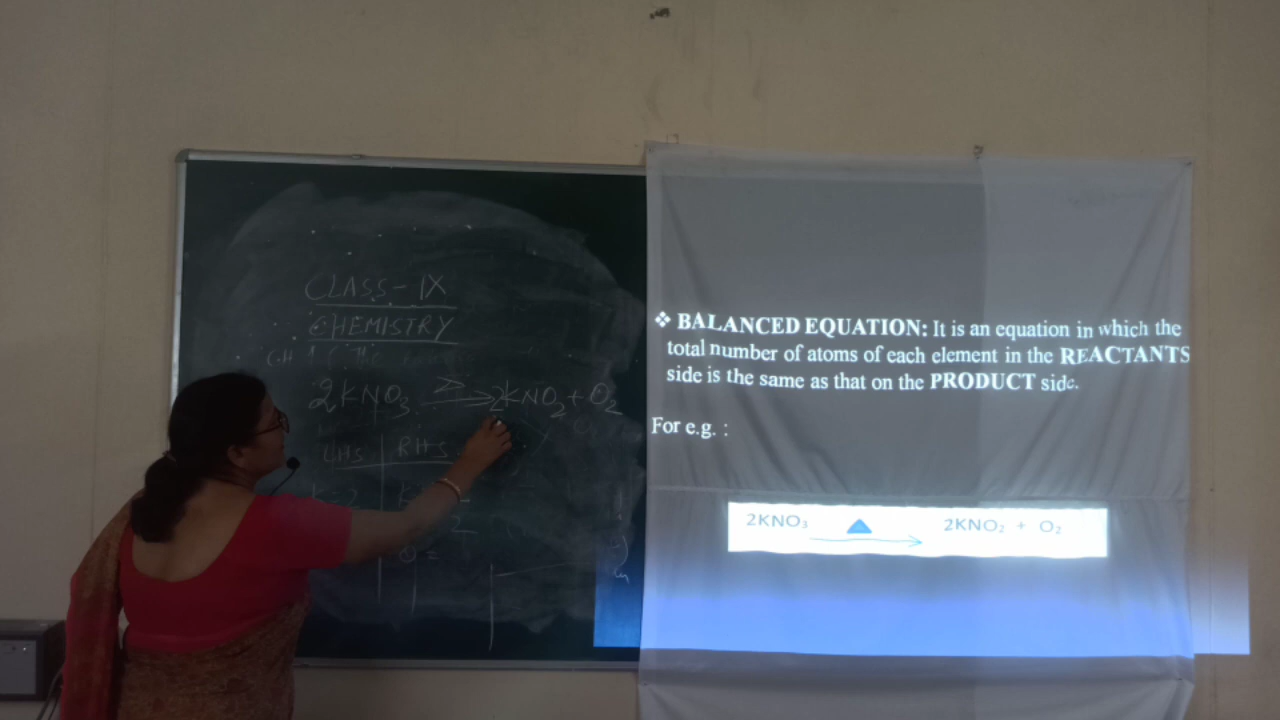 CLASS-IX
CHEMISTRY
2KNO₃ → 2KNO₂ + O₂
LHS RHS
K-2
O =
❖ BALANCED EQUATION: It is an equation in which the
total number of atoms of each element in the REACTANTS
side is the same as that on the PRODUCT side.
For e.g. :
2KNO₃ → 2KNO₂ + O₂